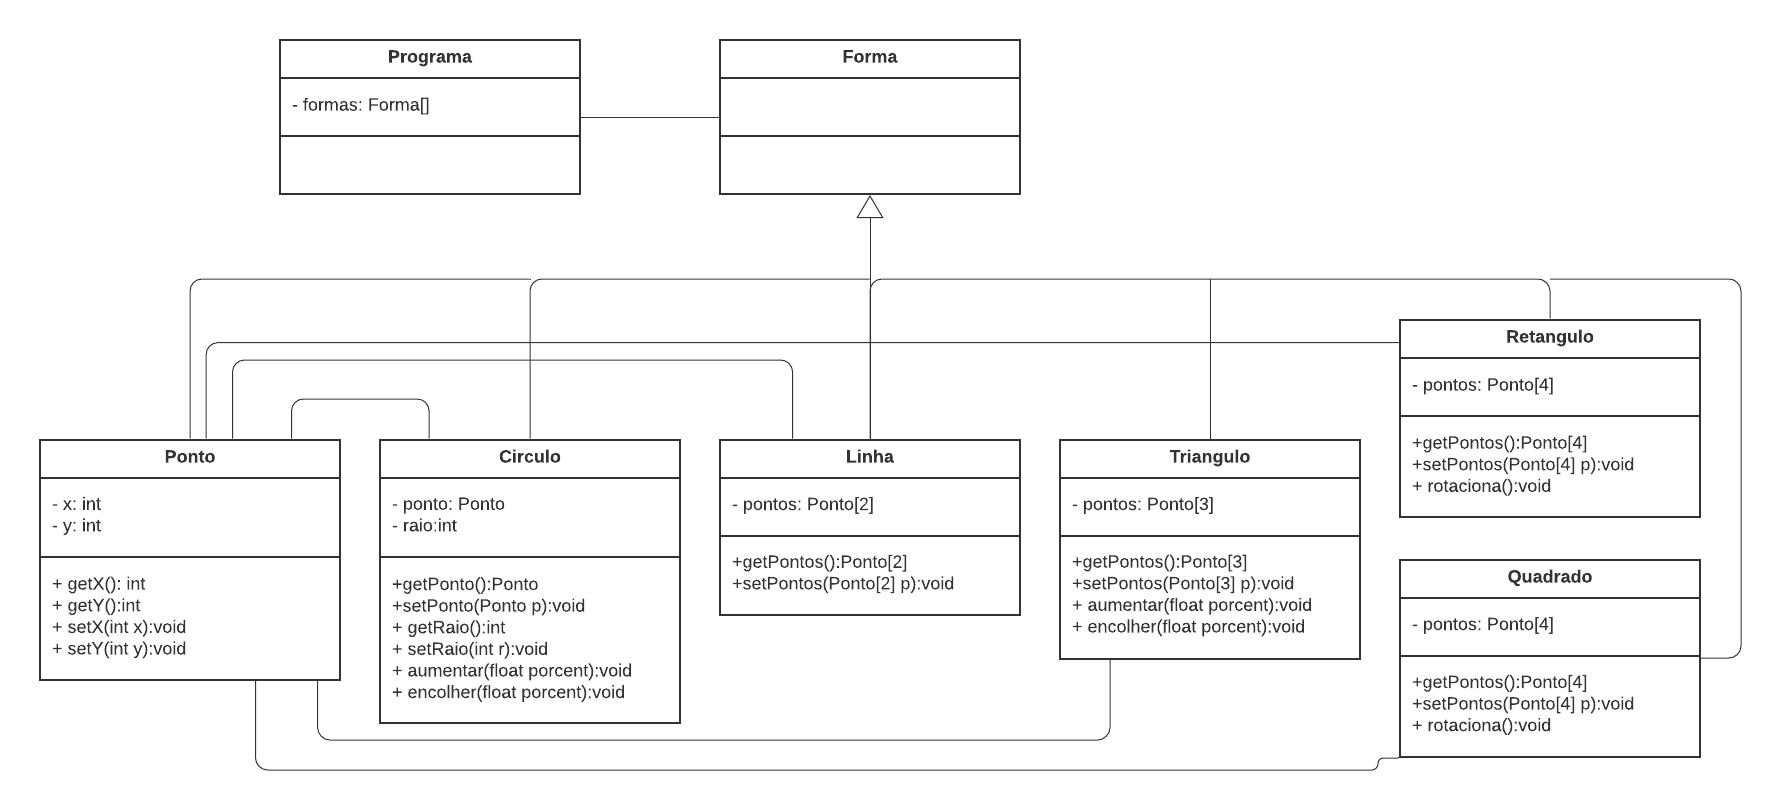 Programa
- formas: Forma[]
Forma
Ponto
- x: int
- y: int
+ getX(): int
+ getY():int
+ setX(int x):void
+ setY(int y):void
Circulo
- ponto: Ponto
- raio:int
+getPonto():Ponto
+setPonto(Ponto p):void
+ getRaio():int
+ setRaio(int r):void
+ aumentar(float porcent):void
+ encolher(float porcent):void
Linha
- pontos: Ponto[2]
+getPontos():Ponto[2]
+setPontos(Ponto[2] p):void
Triangulo
- pontos: Ponto[3]
+getPontos():Ponto[3]
+setPontos(Ponto[3] p):void
+ aumentar(float porcent):void
+ encolher(float porcent):void
Retangulo
- pontos: Ponto[4]
+getPontos():Ponto[4]
+setPontos(Ponto[4] p):void
+ rotaciona():void
Quadrado
- pontos: Ponto[4]
+getPontos():Ponto[4]
+setPontos(Ponto[4] p):void
+ rotaciona():void